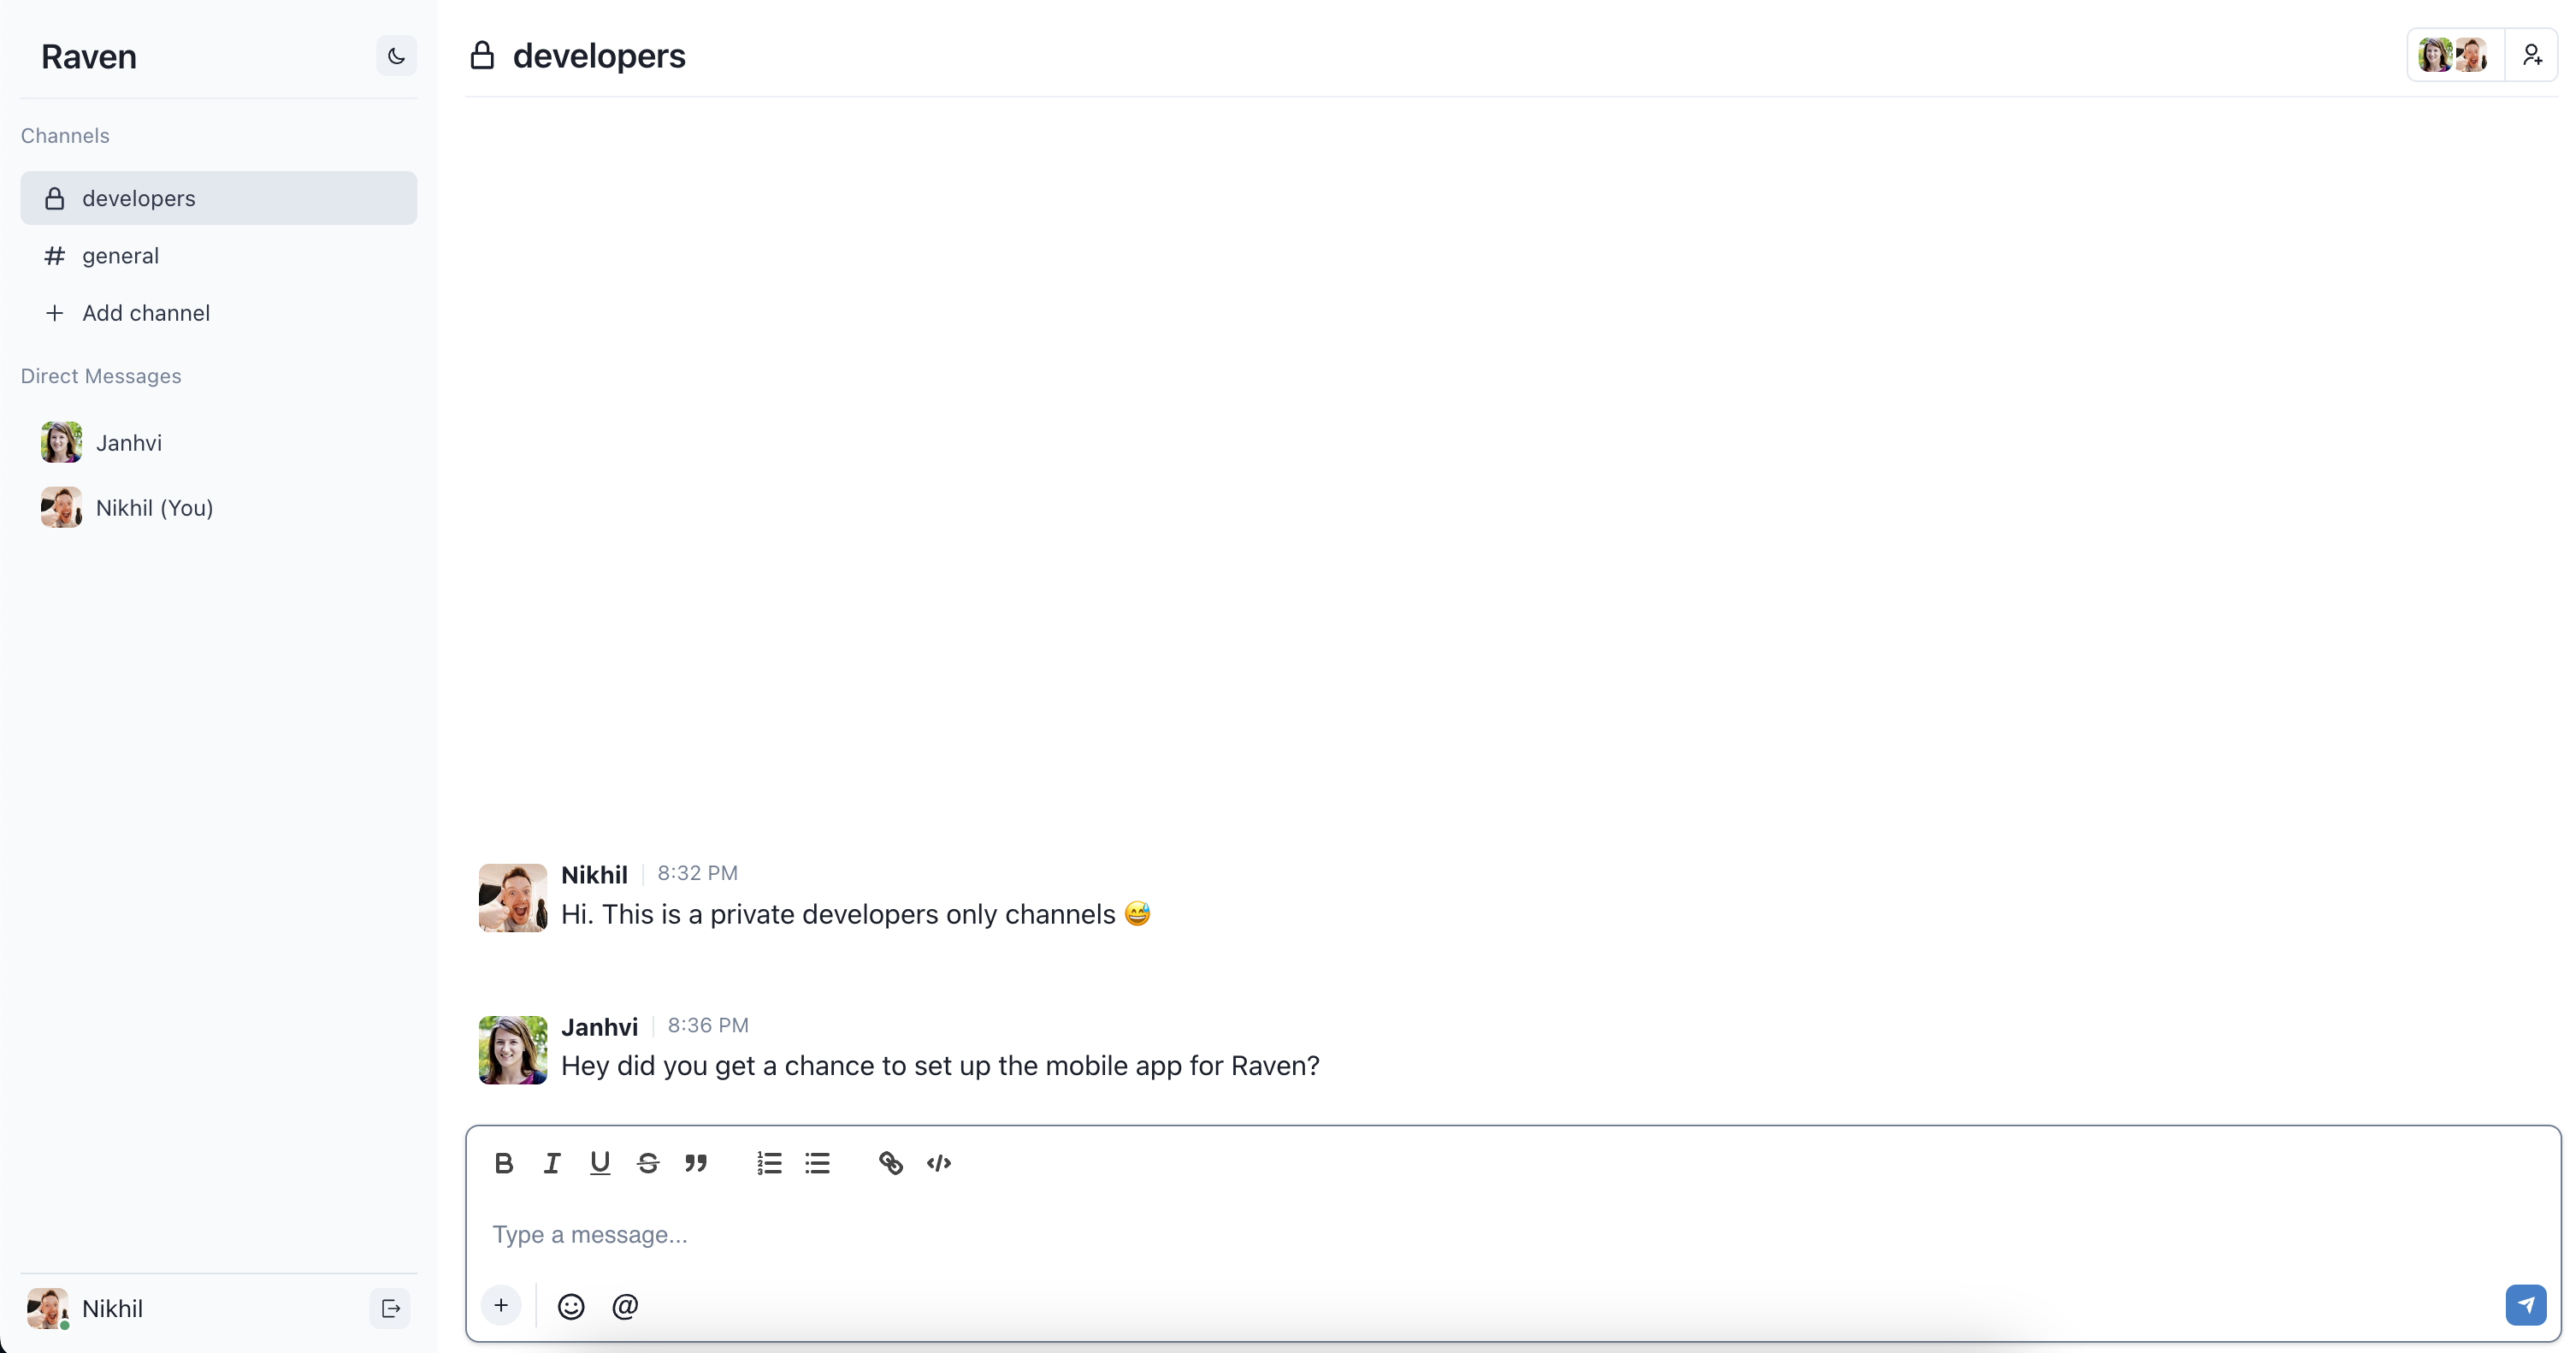 Raven
Channels
developers
# general
+ Add channel
Direct Messages
Janhvi
Nikhil (You)
Nikhil
developers
Nikhil | 8:32 PM
Hi. This is a private developers only channels 😅
Janhvi | 8:36 PM
Hey did you get a chance to set up the mobile app for Raven?
Type a message...
@